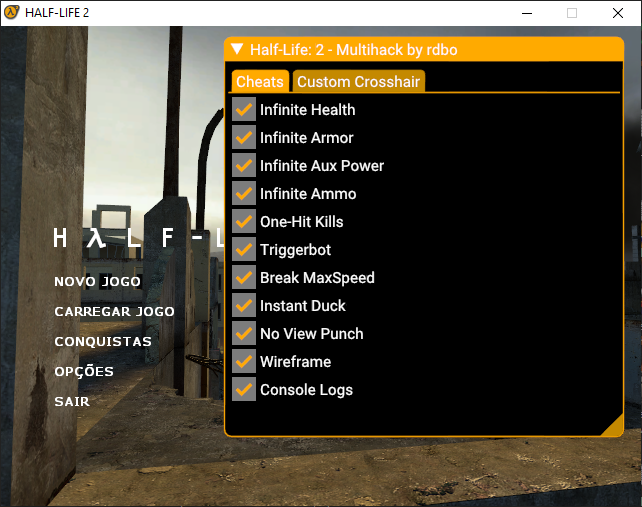 HALF-LIFE 2
Half-Life: 2 - Multihack by rdbo
Cheats
Custom Crosshair
Infinite Health
Infinite Armor
Infinite Aux Power
Infinite Ammo
One-Hit Kills
Triggerbot
Break MaxSpeed
Instant Duck
No View Punch
Wireframe
Console Logs
H λ L F - L
NOVO JOGO
CARREGAR JOGO
CONQUISTAS
OPÇÕES
SAIR